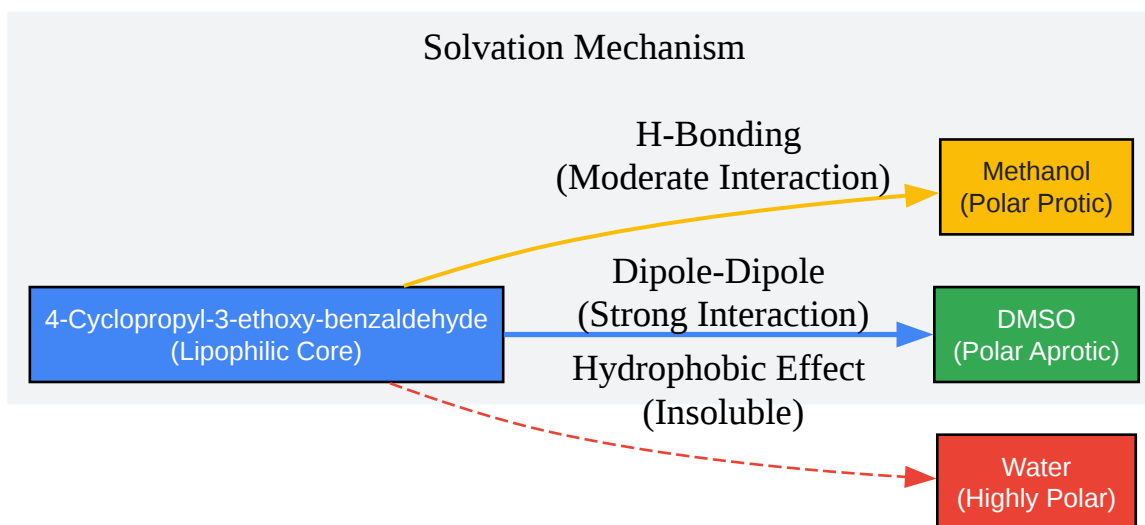 Solvation Mechanism
H-Bonding
(Moderate Interaction)
Methanol
(Polar Protic)
4-Cyclopropyl-3-ethoxy-benzaldehyde
(Lipophilic Core)
Dipole-Dipole
(Strong Interaction)
DMSO
(Polar Aprotic)
Hydrophobic Effect
(Insoluble)
Water
(Highly Polar)